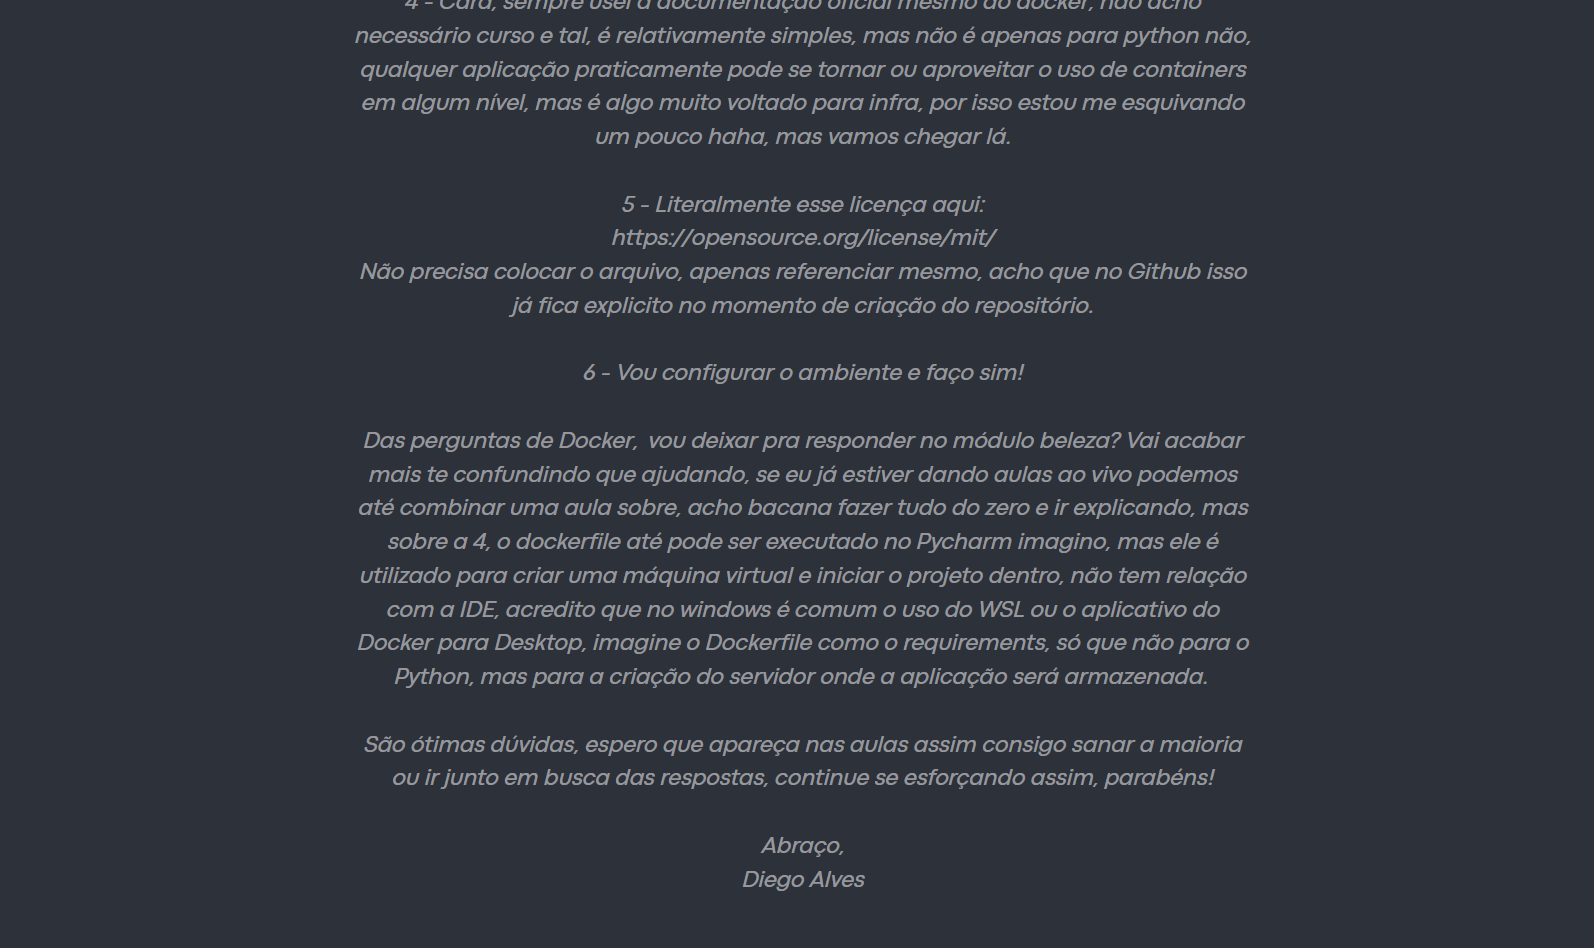 4 - Cara, sempre usei a documentação oficial mesmo do docker, não acho
necessário curso e tal, é relativamente simples, mas não é apenas para python não,
qualquer aplicação praticamente pode se tornar ou aproveitar o uso de containers
em algum nível, mas é algo muito voltado para infra, por isso estou me esquivando
um pouco haha, mas vamos chegar lá.
5 - Literalmente esse licença aqui:
https://opensource.org/license/mit/
Não precisa colocar o arquivo, apenas referenciar mesmo, acho que no Github isso
já fica explicito no momento de criação do repositório.
6 - Vou configurar o ambiente e faço sim!
Das perguntas de Docker,  vou deixar pra responder no módulo beleza? Vai acabar
mais te confundindo que ajudando, se eu já estiver dando aulas ao vivo podemos
até combinar uma aula sobre, acho bacana fazer tudo do zero e ir explicando, mas
sobre a 4, o dockerfile até pode ser executado no Pycharm imagino, mas ele é
utilizado para criar uma máquina virtual e iniciar o projeto dentro, não tem relação
com a IDE, acredito que no windows é comum o uso do WSL ou o aplicativo do
Docker para Desktop, imagine o Dockerfile como o requirements, só que não para o
Python, mas para a criação do servidor onde a aplicação será armazenada.
São ótimas dúvidas, espero que apareça nas aulas assim consigo sanar a maioria
ou ir junto em busca das respostas, continue se esforçando assim, parabéns!
Abraço,
Diego Alves